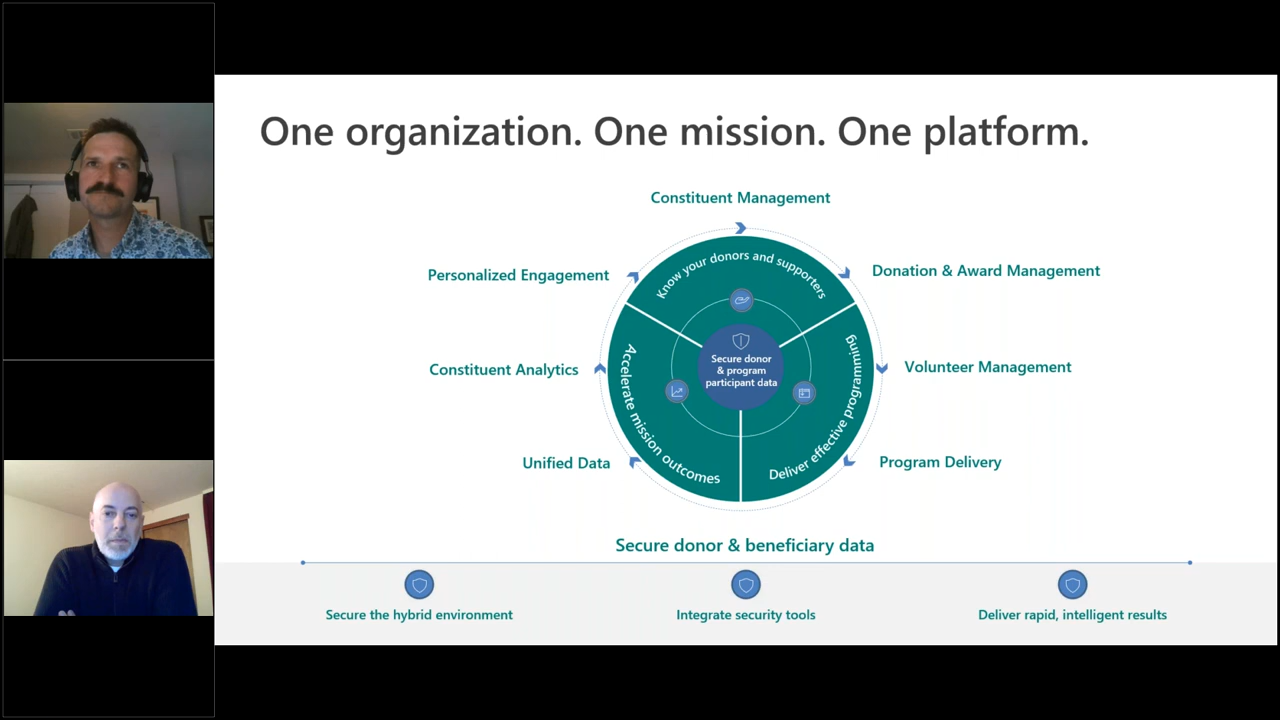 One organization. One mission. One platform.
Constituent Management
Personalized Engagement
Donation & Award Management
Know your donors and supporters
Constituent Analytics
Volunteer Management
Accelerate mission outcomes
Secure donor
& program
participant data
Deliver effective programming
Unified Data
Program Delivery
Secure donor & beneficiary data
Secure the hybrid environment
Integrate security tools
Deliver rapid, intelligent results